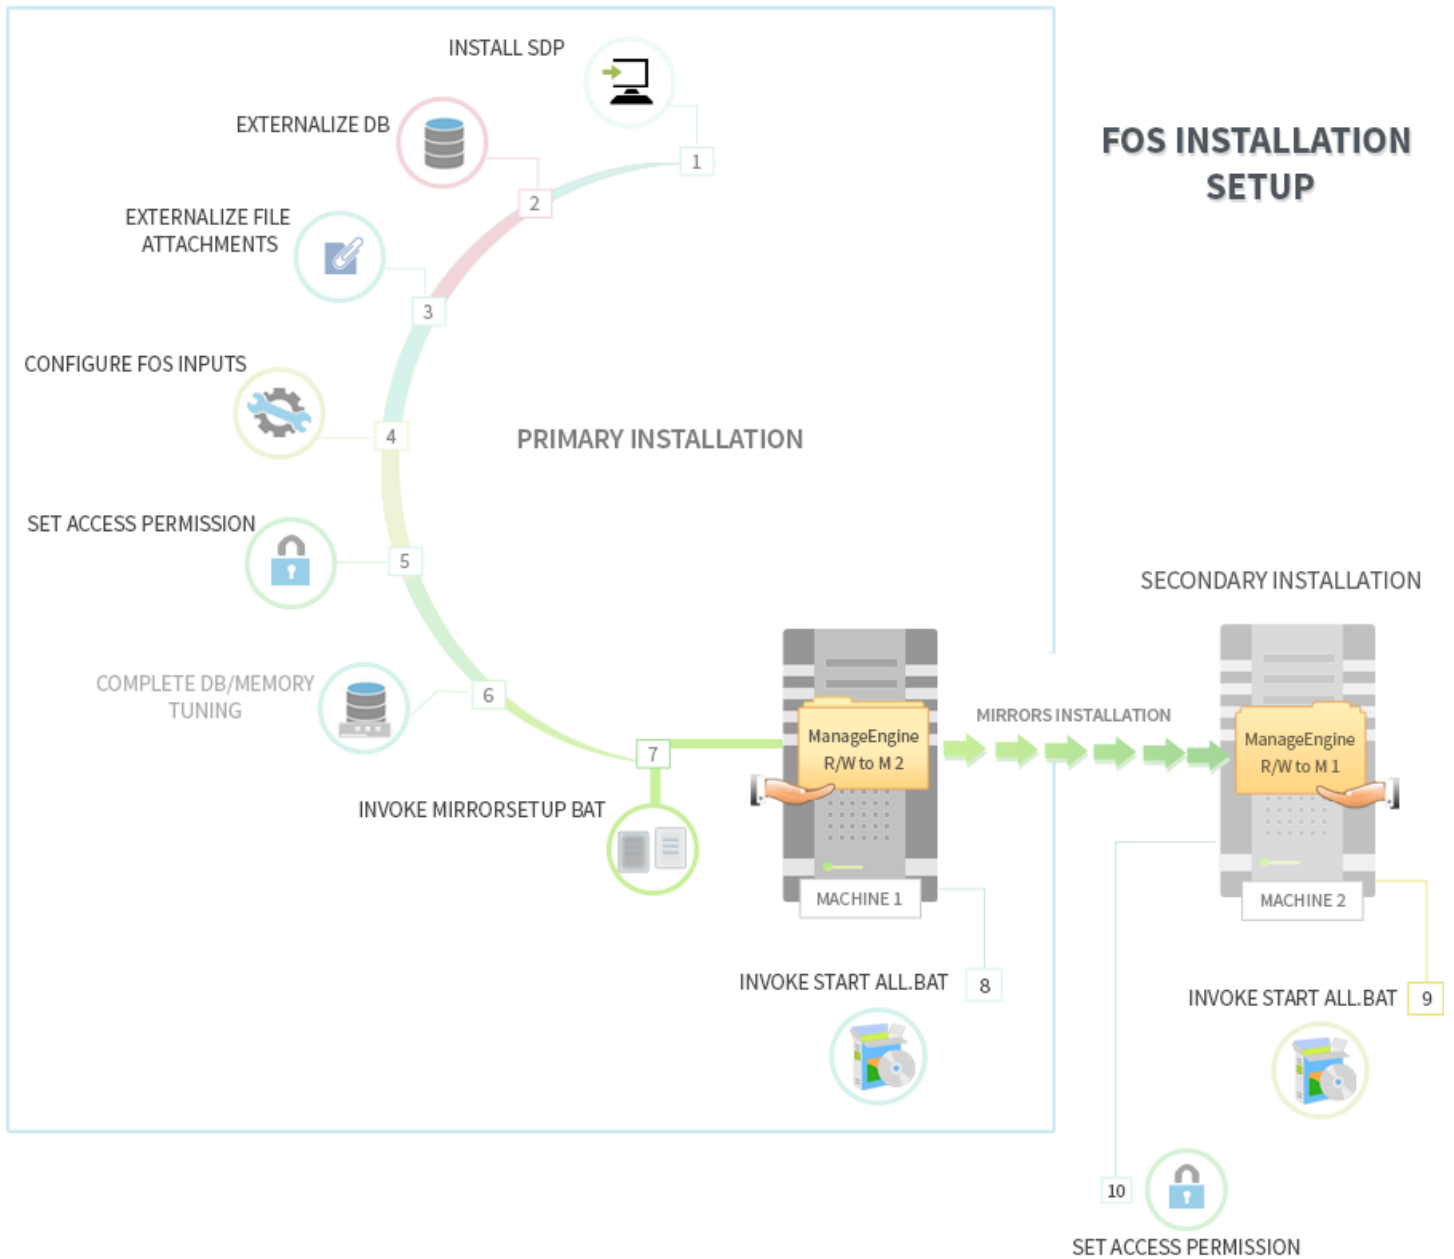 FOS INSTALLATION
SETUP
INSTALL SDP
1
EXTERNALIZE DB
2
EXTERNALIZE FILE
ATTACHMENTS
3
CONFIGURE FOS INPUTS
4
PRIMARY INSTALLATION
SET ACCESS PERMISSION
5
COMPLETE DB/MEMORY
TUNING
6
7
INVOKE MIRRORSETUP BAT
ManageEngine
R/W to M 2
MACHINE 1
MIRRORS INSTALLATION
SECONDARY INSTALLATION
ManageEngine
R/W to M 1
MACHINE 2
INVOKE START ALL.BAT
8
INVOKE START ALL.BAT
9
10
SET ACCESS PERMISSION